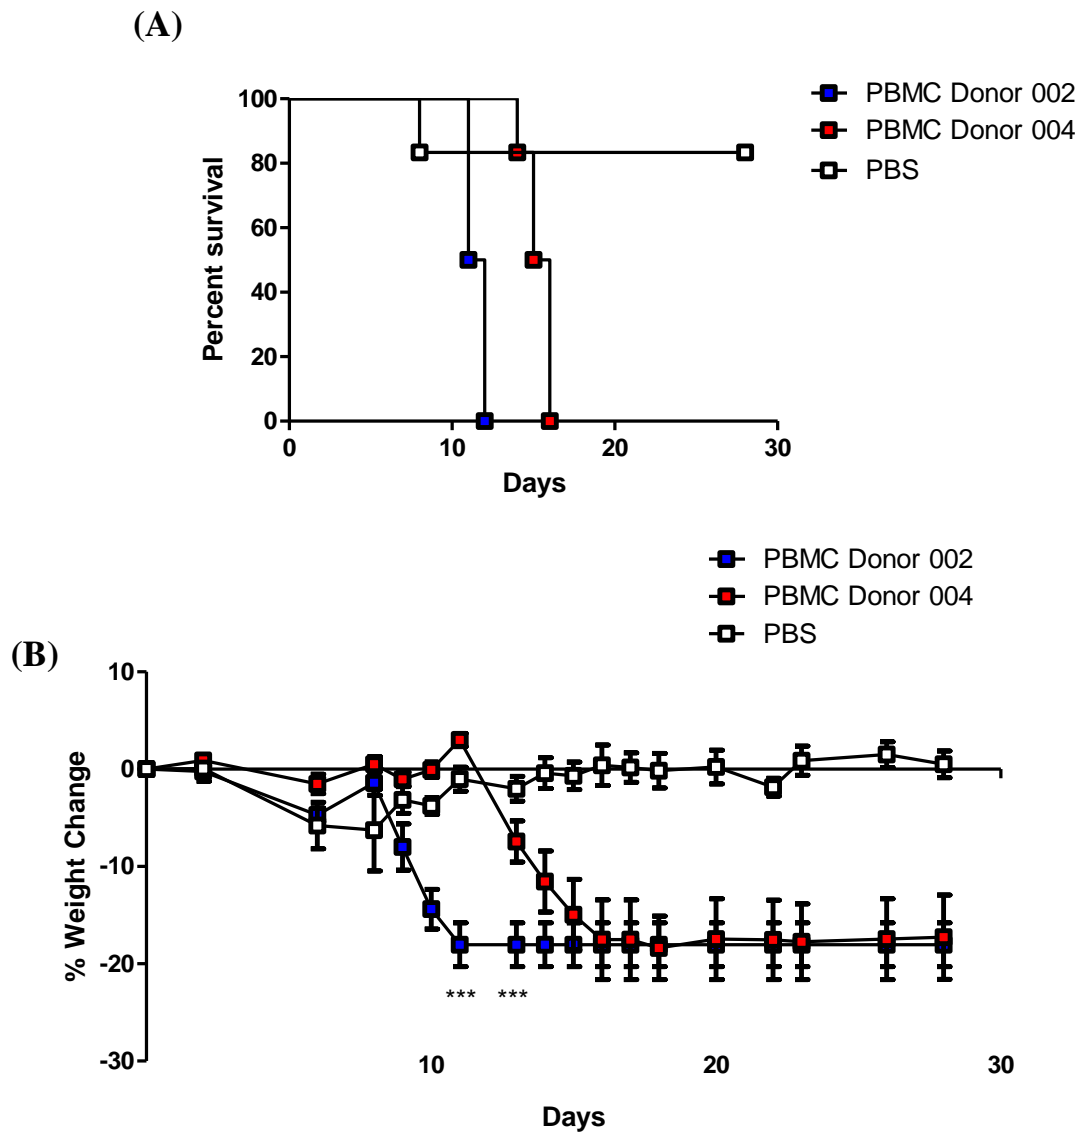 (A)
PBMC Donor 002
PBMC Donor 004
PBS
100
80
60
40
20
0
Percent survival
0 10 20 30
Days
PBMC Donor 002
PBMC Donor 004
PBS
(B)
10
0
-10
-20
-30
% Weight Change
*** ***
10 20 30
Days